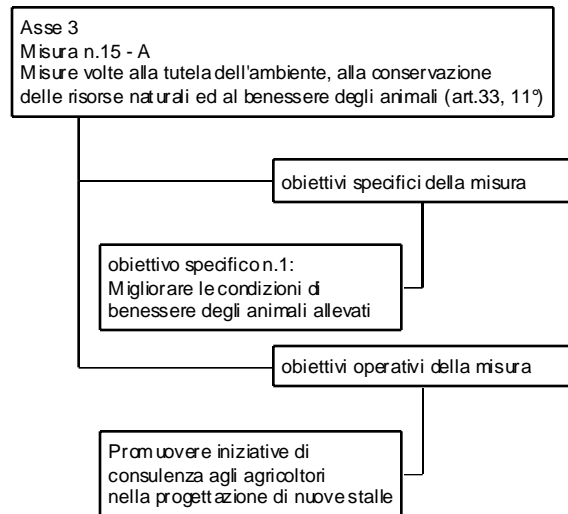 Asse 3
Misura n.15 - A
Misure volte alla tutela dell'ambiente, alla conservazione
delle risorse naturali ed al benessere degli animali (art.33, 11°)
obiettivi specifici della misura
obiettivo specifico n.1:
Migliorare le condizioni di
benessere degli animali allevati
obiettivi operativi della misura
Promuovere iniziative di
consulenza agli agricoltori
nella progettazione di nuove stalle